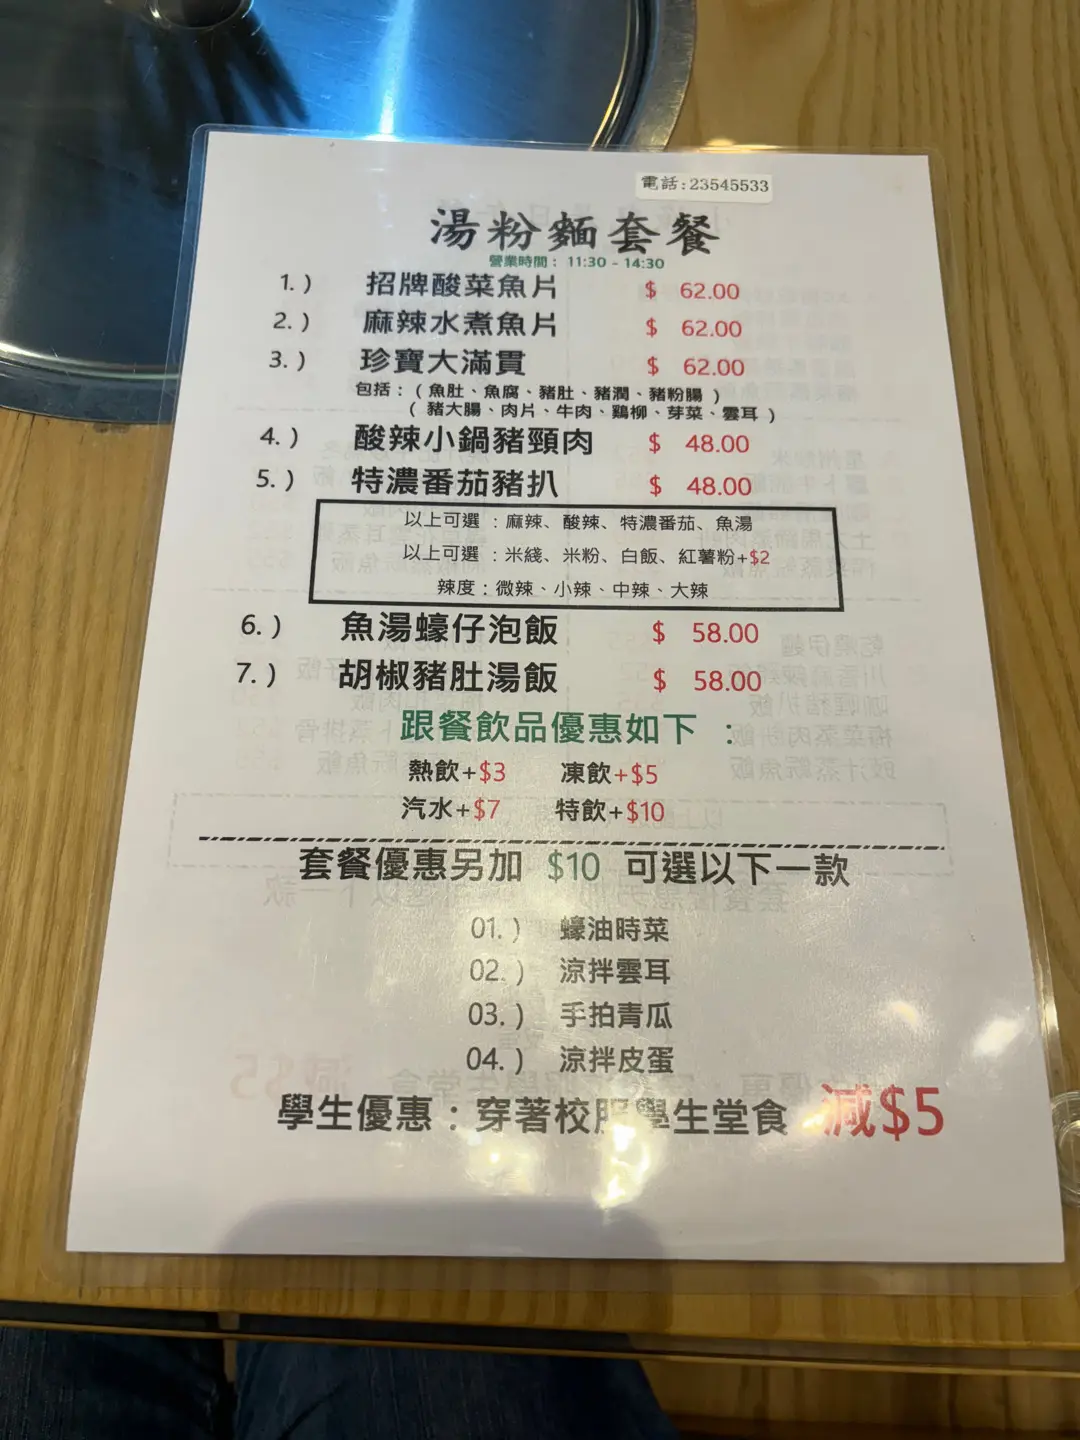 電話:23545533
湯粉麵套餐
營業時間: 11:30 - 14:30
1.) 招牌酸菜魚片 $ 62.00
2.) 麻辣水煮魚片 $ 62.00
3.) 珍寶大滿貫 $ 62.00
包括:(魚肚、魚腐、豬肚、豬潤、豬粉腸)
(豬大腸、肉片、牛肉、鷄柳、芽菜、雲耳)
4.) 酸辣小鍋豬頸肉 $ 48.00
5.) 特濃番茄豬扒 $ 48.00
以上可選 :麻辣、酸辣、特濃番茄、魚湯
以上可選 :米綫、米粉、白飯、紅薯粉+$2
辣度:微辣、小辣、中辣、大辣
6.) 魚湯蠔仔泡飯 $ 58.00
7.) 胡椒豬肚湯飯 $ 58.00
跟餐飲品優惠如下 :
熱飲+$3 凍飲+$5
汽水+$7 特飲+$10
套餐優惠另加 $10 可選以下一款
01.) 蠔油時菜
02.) 涼拌雲耳
03.) 手拍青瓜
04.) 涼拌皮蛋
學生優惠:穿著校服學生堂食 減$5